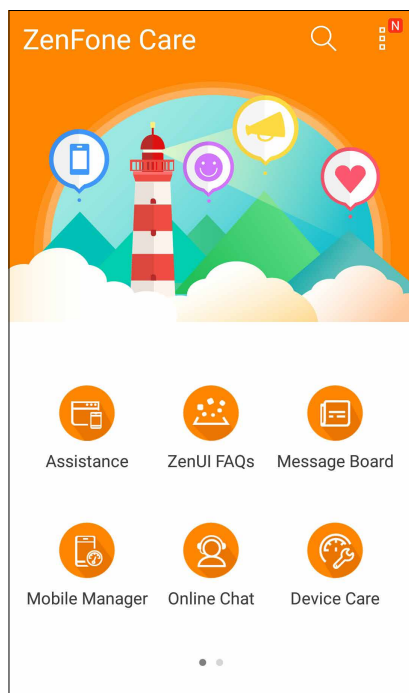 ZenFone Care
N
Assistance
ZenUI FAQs
Message Board
Mobile Manager
Online Chat
Device Care